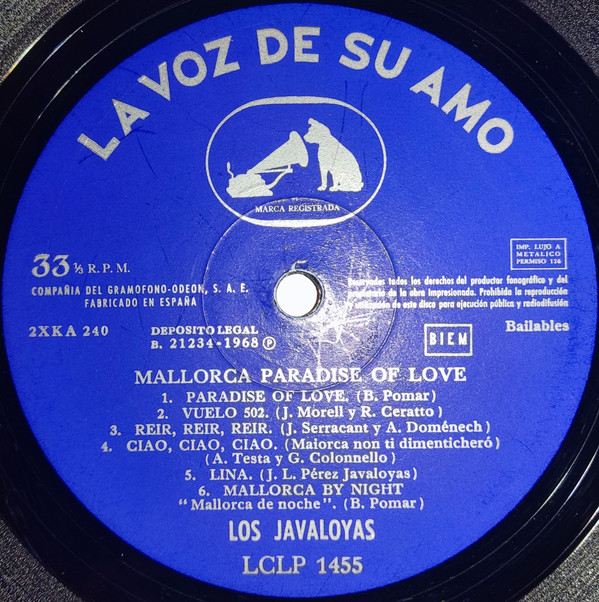 LA VOZ DE SU AMO
MARCA REGISTRADA
33 ⅓ R. P. M.
COMPAÑIA DEL GRAMOFONO-ODEON, S. A. E.
FABRICADO EN ESPAÑA
IMP. LUJO A
METALICO
PERMISO 136
Reservados todos los derechos del productor fonográfico y del
de la obra impresionada. Prohibida la reproducción
utilización de este disco para ejecución pública y radiodifusión
2XKA 240
DEPOSITO LEGAL
B. 21234-1968 Ⓟ
BIEM
Bailables
MALLORCA PARADISE OF LOVE
1. PARADISE OF LOVE. (B. Pomar)
2. VUELO 502. (J. Morell y R. Ceratto)
3. REIR, REIR, REIR. (J. Serracant y A. Doménech)
4. CIAO, CIAO, CIAO. (Maiorca non ti dimenticheró)
(A. Testa y G. Colonnello)
5. LINA. (J. L. Pérez Javaloyas)
6. MALLORCA BY NIGHT
"Mallorca de noche". (B. Pomar)
LOS JAVALOYAS
LCLP 1455